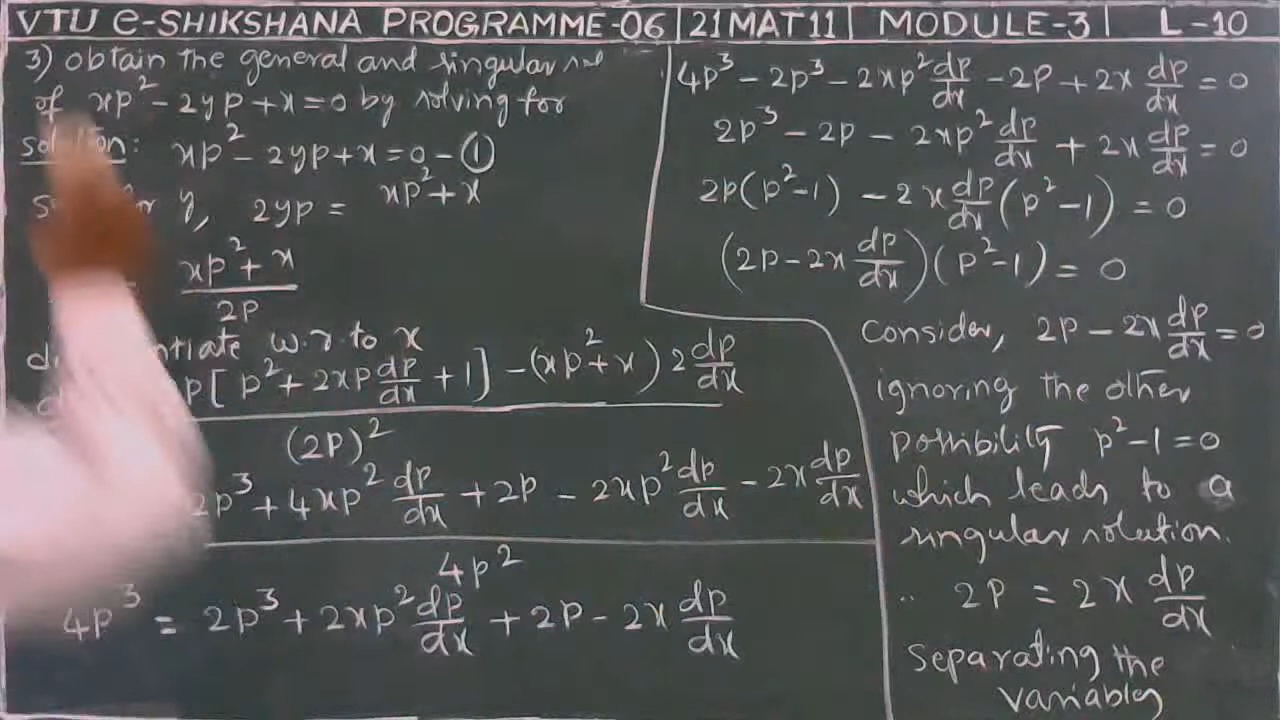 VTU e-SHIKSHANA PROGRAMME-06 | 21MAT11 | MODULE-3 | L-10
3) obtain the general and singular
of xp² - 2yp + x = 0 by solving for
solution: xp² - 2yp + x = 0 - ①
y, 2yp = xp² + x
xp² + x
2p
w.r. to x
p[p² + 2xp dp/dx + 1] - (xp² + x) 2 dp/dx
(2p)²
2p³ + 4xp² dp/dx + 2p - 2xp² dp/dx - 2x dp/dx
4p²
4p³ = 2p³ + 2xp² dp/dx + 2p - 2x dp/dx
4p³ - 2p³ - 2xp² dp/dx - 2p + 2x dp/dx = 0
2p³ - 2p - 2xp² dp/dx + 2x dp/dx = 0
2p(p²-1) - 2x dp/dx (p²-1) = 0
(2p - 2x dp/dx)(p²-1) = 0
Consider, 2p - 2x dp/dx = 0
ignoring the other
possibility p² - 1 = 0
which leads to a
singular solution.
∴ 2p = 2x dp/dx
Separating the
variables